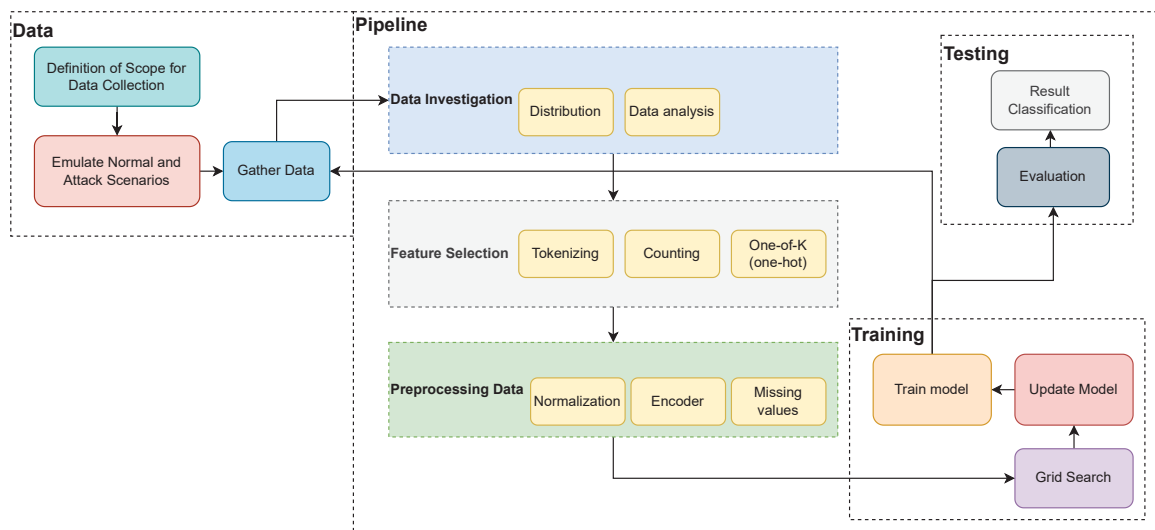 Data
Definition of Scope for
Data Collection
Emulate Normal and
Attack Scenarios
Gather Data
Pipeline
Data Investigation
Distribution
Data analysis
Feature Selection
Tokenizing
Counting
One-of-K
(one-hot)
Preprocessing Data
Normalization
Encoder
Missing
values
Testing
Result
Classification
Evaluation
Training
Train model
Update Model
Grid Search